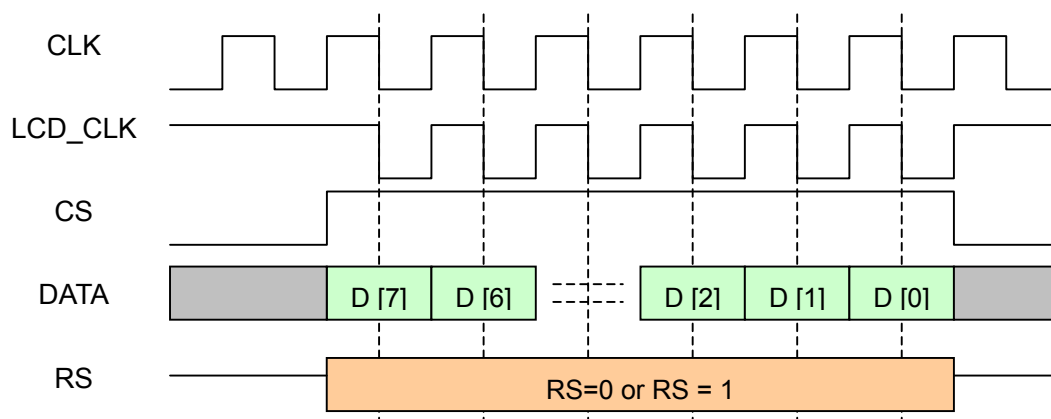 CLK
LCD_CLK
CS
DATA
D [7] D [6] D [2] D [1] D [0]
RS
RS=0 or RS = 1